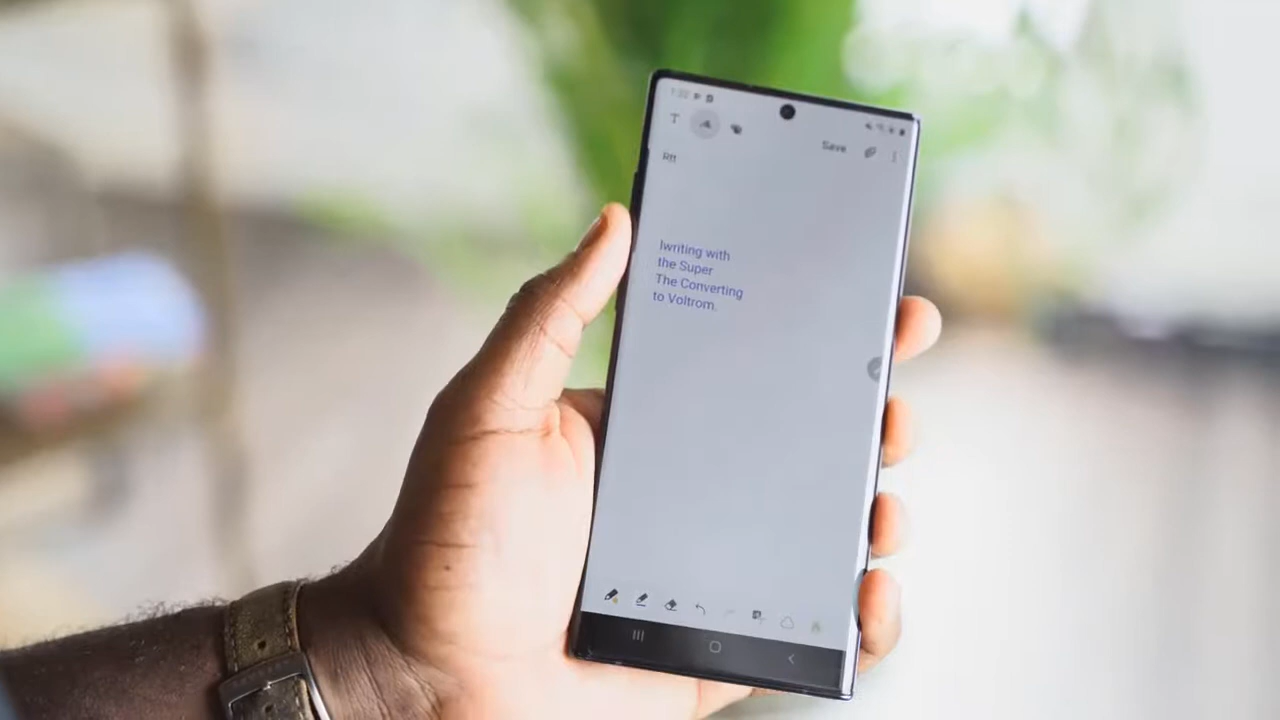 T
Save
Iwriting with
the Super
The Converting
to Voltrom.